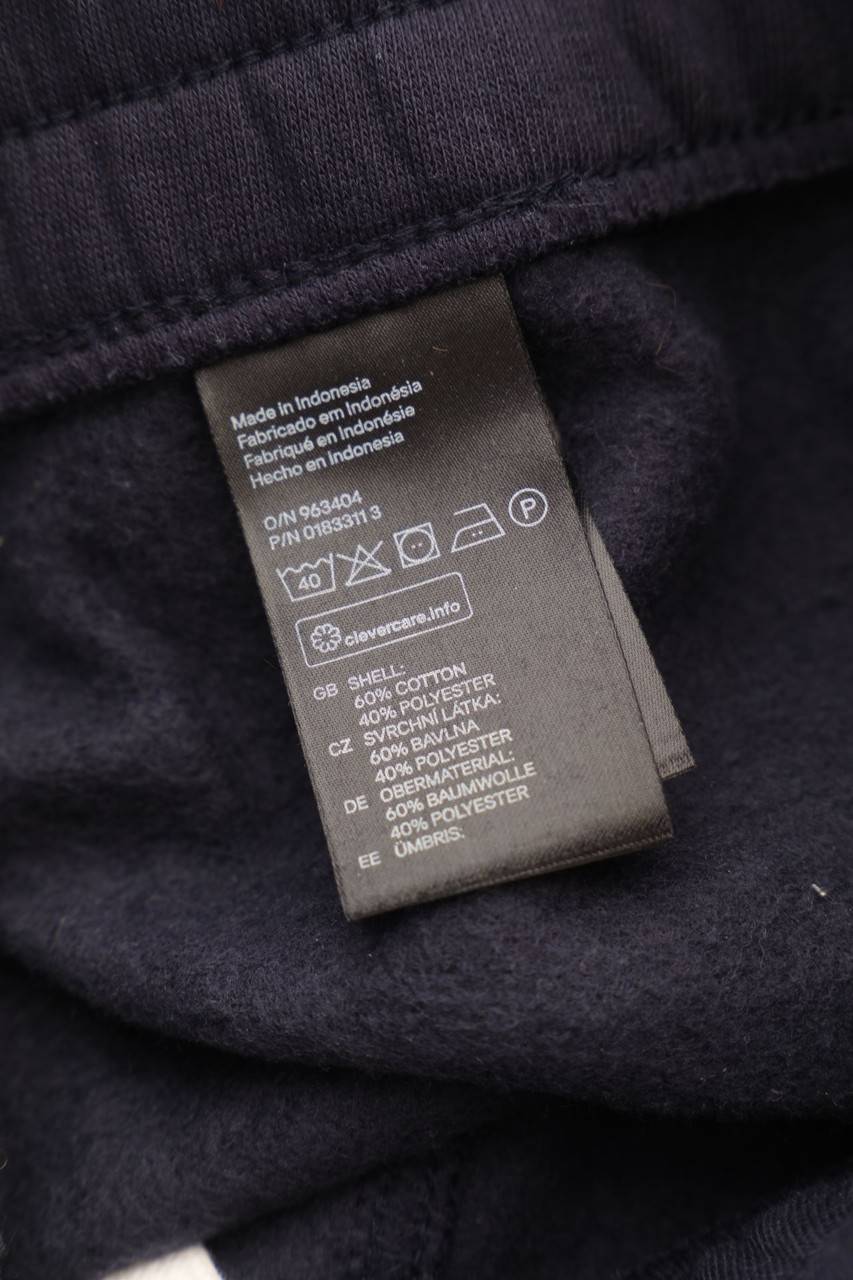 Made in Indonesia
Fabricado em Indonésia
Fabriqué en Indonésie
Hecho en Indonesia
O/N 963404
P/N 0183311 3
40 P
clevercare.info
GB SHELL:
60% COTTON
40% POLYESTER
CZ SVRCHNÍ LÁTKA:
60% BAVLNA
40% POLYESTER
DE OBERMATERIAL:
60% BAUMWOLLE
40% POLYESTER
EE ÜMBRIS: